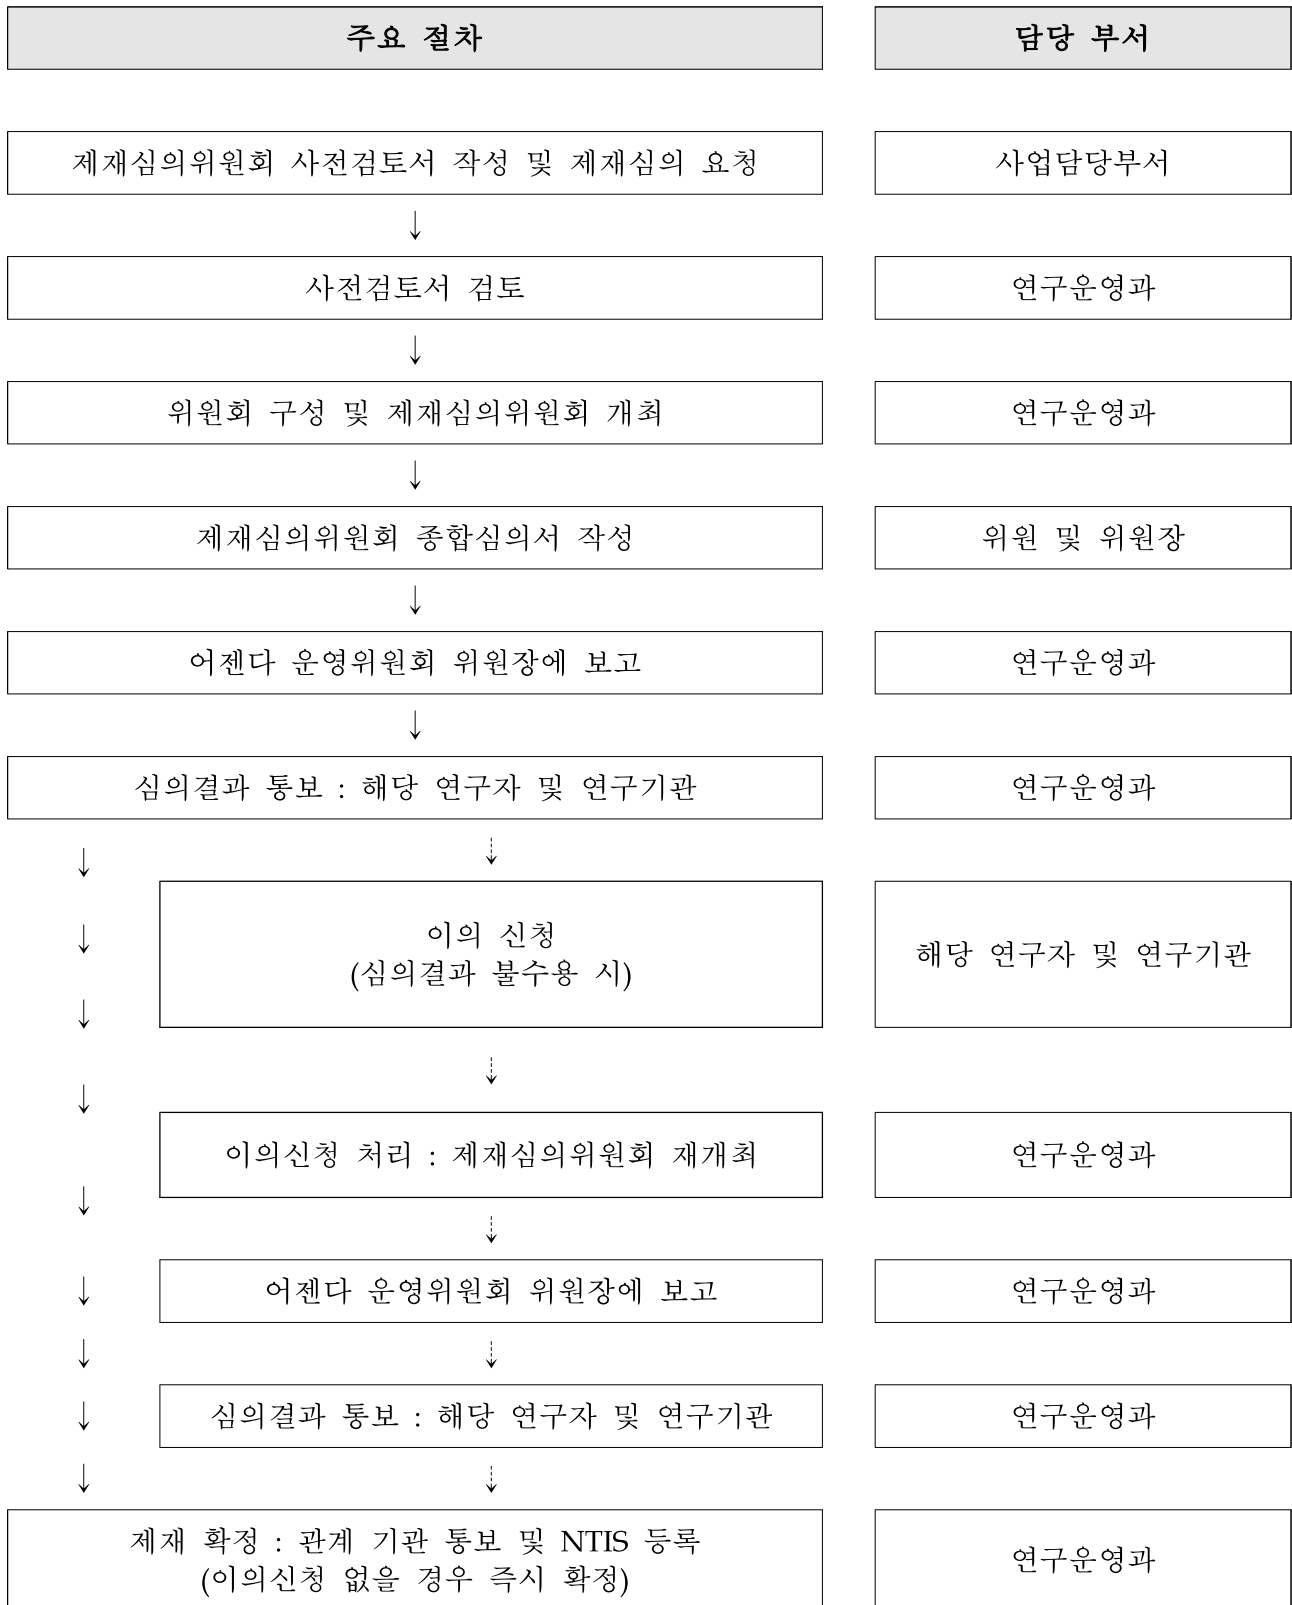 주요 절차
담당 부서
제재심의위원회 사전검토서 작성 및 제재심의 요청
사업담당부서
↓
사전검토서 검토
연구운영과
↓
위원회 구성 및 제재심의위원회 개최
연구운영과
↓
제재심의위원회 종합심의서 작성
위원 및 위원장
↓
어젠다 운영위원회 위원장에 보고
연구운영과
↓
심의결과 통보 : 해당 연구자 및 연구기관
연구운영과
이의 신청
(심의결과 불수용 시)
해당 연구자 및 연구기관
이의신청 처리 : 제재심의위원회 재개최
연구운영과
어젠다 운영위원회 위원장에 보고
연구운영과
심의결과 통보 : 해당 연구자 및 연구기관
연구운영과
제재 확정 : 관계 기관 통보 및 NTIS 등록
(이의신청 없을 경우 즉시 확정)
연구운영과